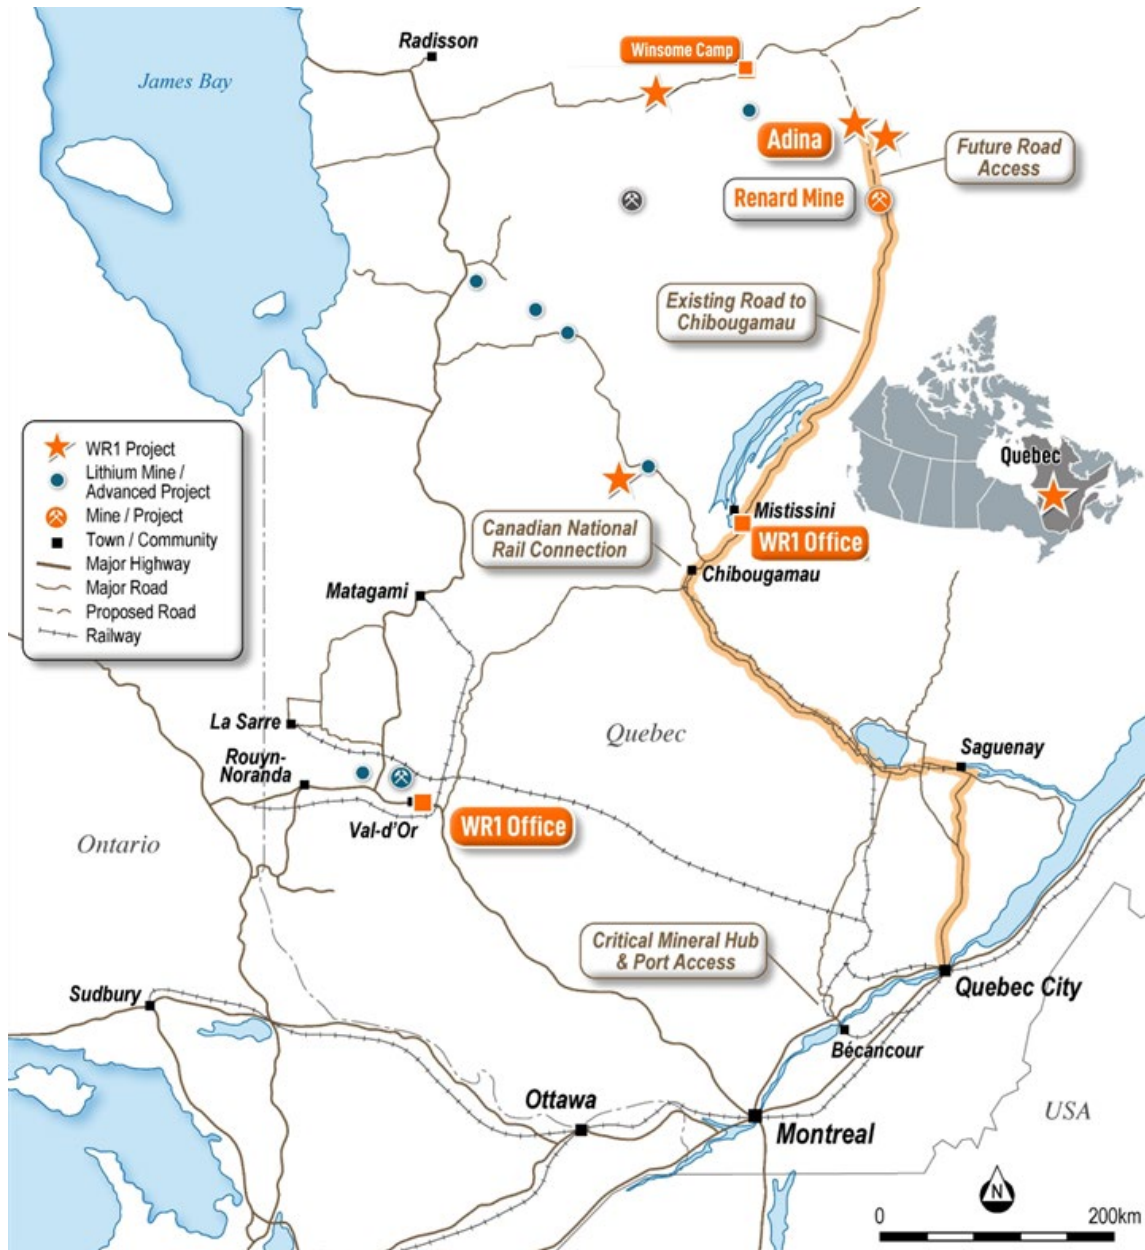 Radisson
Winsome Camp
James Bay
Adina
Future Road
Access
Renard Mine
Existing Road to
Chibougamau
WR1 Project
Lithium Mine /
Advanced Project
Mine / Project
Town / Community
Major Highway
Major Road
Proposed Road
Railway
Quebec
Mistissini
WR1 Office
Canadian National
Rail Connection
Chibougamau
Matagami
La Sarre
Quebec
Saguenay
Rouyn-
Noranda
Val-d'Or
WR1 Office
Ontario
Critical Mineral Hub
& Port Access
Sudbury
Quebec City
Bécancour
Ottawa
Montreal
USA
N
0 200km